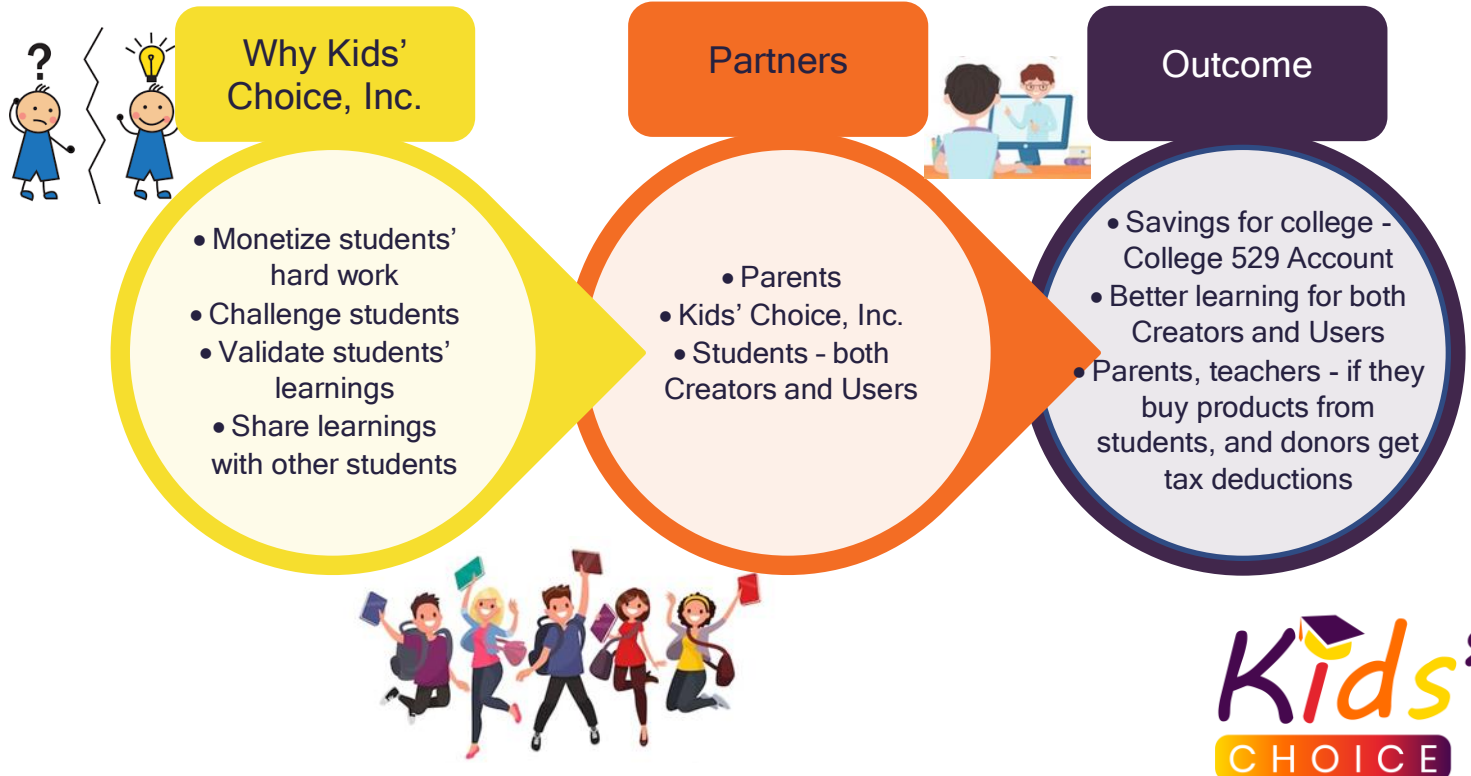 ?
Why Kids’
Choice, Inc.
• Monetize students’
hard work
• Challenge students
• Validate students’
learnings
• Share learnings
with other students
Partners
• Parents
• Kids’ Choice, Inc.
• Students - both
Creators and Users
Outcome
• Savings for college -
College 529 Account
• Better learning for both
Creators and Users
• Parents, teachers - if they
buy products from
students, and donors get
tax deductions
Kids’
CHOICE